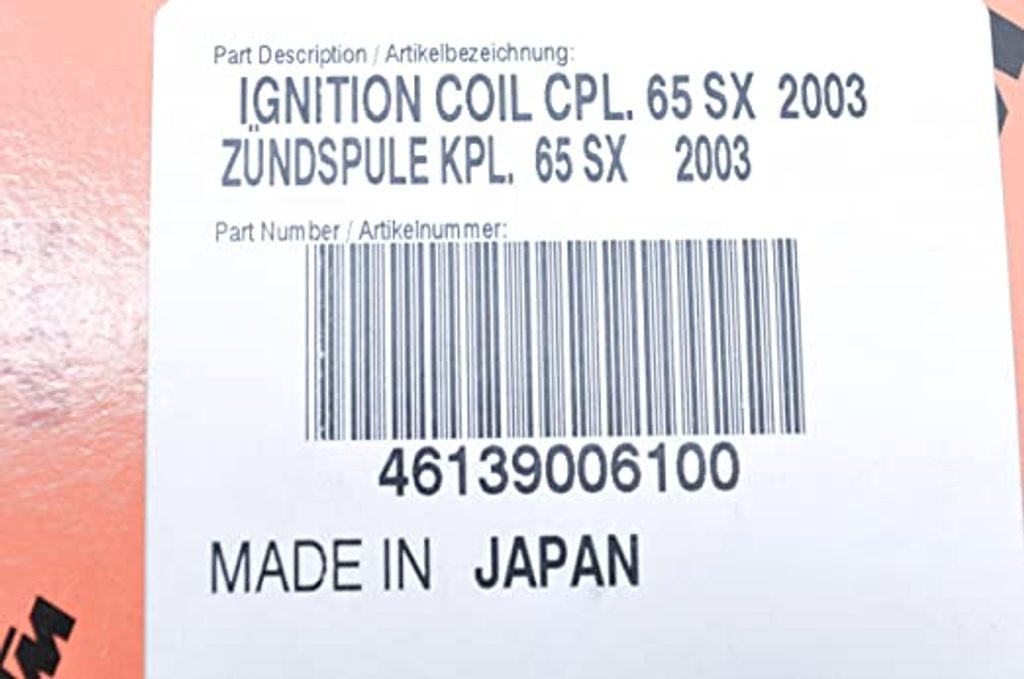 Part Description / Artikelbezeichnung:
IGNITION COIL CPL. 65 SX 2003
ZÜNDSPULE KPL. 65 SX 2003
Part Number / Artikelnummer:
46139006100
MADE IN JAPAN